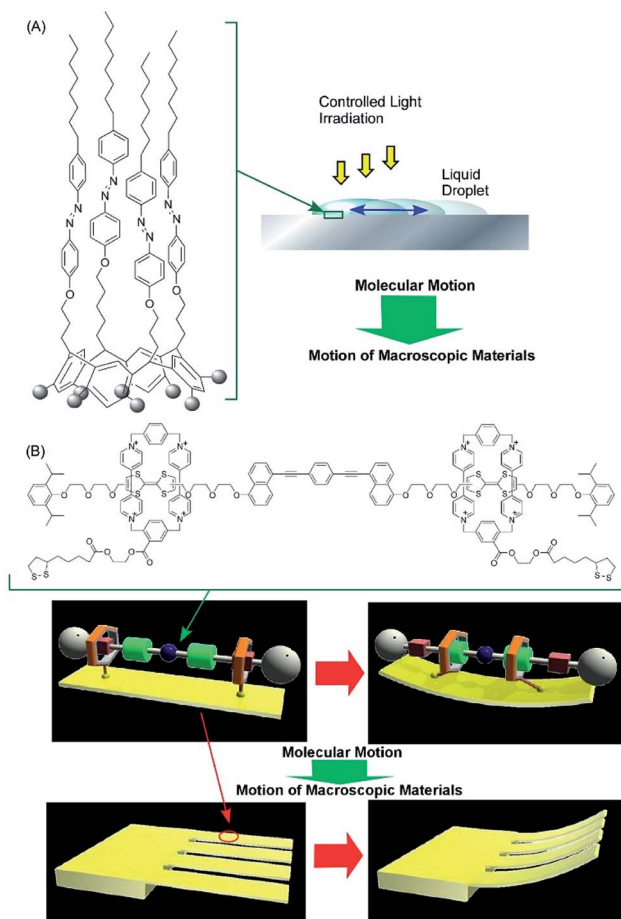 (A)
Controlled Light
Irradiation
Liquid
Droplet
N
N
N
N
N
N
N
N
O
O
O
O
Molecular Motion
Motion of Macroscopic Materials
(B)
N+
N+
N+
N+
S
S
S
S
O
O
O
O
O
O
N+
N+
N+
N+
S
S
S
S
O
O
O
O
O
O
O
O
O
O
O
O
O
O
S-S
S-S
Molecular Motion
Motion of Macroscopic Materials